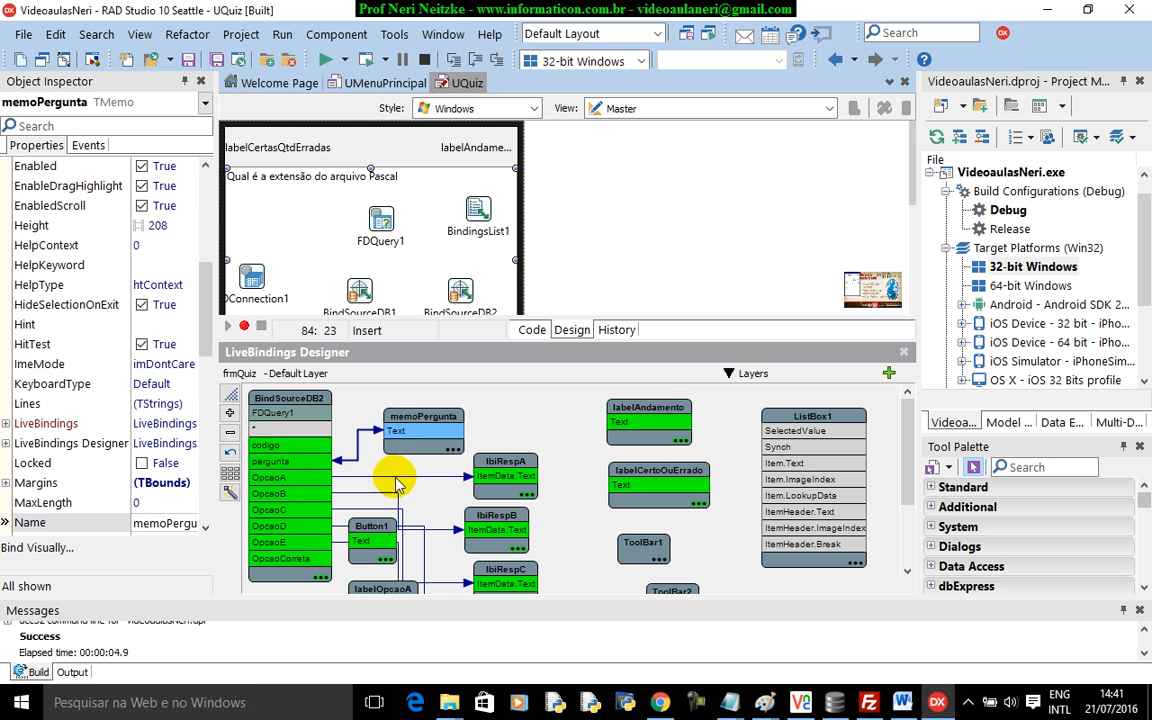 VideoaulasNeri - RAD Studio 10 Seattle - UQuiz [Built]
Prof Neri Neitzke - www.informaticon.com.br - videoaulaneri@gmail.com
File Edit Search View Refactor Project Run Component Tools Window Help
Default Layout
Search
32-bit Windows
Object Inspector
memoPergunta TMemo
Search
Properties Events
Enabled True
EnableDragHighlight True
EnabledScroll True
Height 208
HelpContext 0
HelpKeyword
HelpType htContext
HideSelectionOnExit True
Hint
HitTest True
ImeMode imDontCare
KeyboardType Default
Lines (TStrings)
LiveBindings LiveBindings
LiveBindings Designer LiveBindings
Locked False
Margins (TBounds)
MaxLength 0
Name memoPergu
Bind Visually...
All shown
Welcome Page UMenuPrincipal UQuiz
Style: Windows View: Master
labelCertasQtdErradas labelAndame...
Qual é a extensão do arquivo Pascal
FDQuery1
BindingsList1
DConnection1
BindSourceDB1
BindSourceDB2
84: 23 Insert
Code Design History
LiveBindings Designer
frmQuiz - Default Layer
Layers
BindSourceDB2
FDQuery1
*
codigo
pergunta
OpcaoA
OpcaoB
OpcaoC
OpcaoD
OpcaoE
OpcaoCorreta
memoPergunta
Text
lbiRespA
ItemData.Text
lbiRespB
ItemData.Text
lbiRespC
ItemData.Text
Button1
Text
labelOpcaoA
labelAndamento
Text
labelCertoOuErrado
Text
ToolBar1
ToolBar2
ListBox1
SelectedValue
Synch
Item.Text
Item.ImageIndex
Item.LookupData
ItemHeader.Text
ItemHeader.ImageIndex
ItemHeader.Break
VideoaulasNeri.dproj - Project M...
File
VideoaulasNeri.exe
Build Configurations (Debug)
Debug
Release
Target Platforms (Win32)
32-bit Windows
64-bit Windows
Android - Android SDK 2...
iOS Device - 32 bit - iPho...
iOS Device - 64 bit - iPho...
iOS Simulator - iPhoneSim...
OS X - iOS 32 Bits profile
Videoa... Model ... Data E... Multi-D...
Tool Palette
Search
Standard
Additional
System
Dialogs
Data Access
dbExpress
Messages
Success
Elapsed time: 00:00:04.9
Build Output
Pesquisar na Web e no Windows
ENG
INTL
14:41
21/07/2016